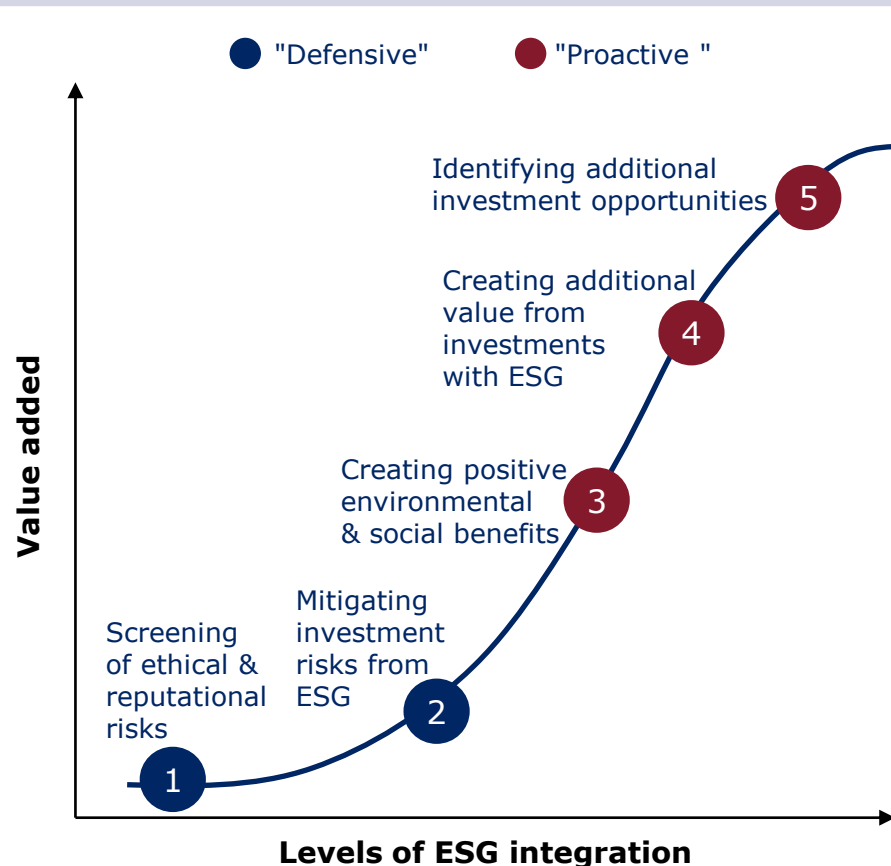 "Defensive"
"Proactive "
Identifying additional
investment opportunities
5
Creating additional
value from
investments
with ESG
4
Creating positive
environmental
& social benefits
3
Mitigating
investment
risks from
ESG
2
Screening
of ethical &
reputational
risks
1
Value added
Levels of ESG integration